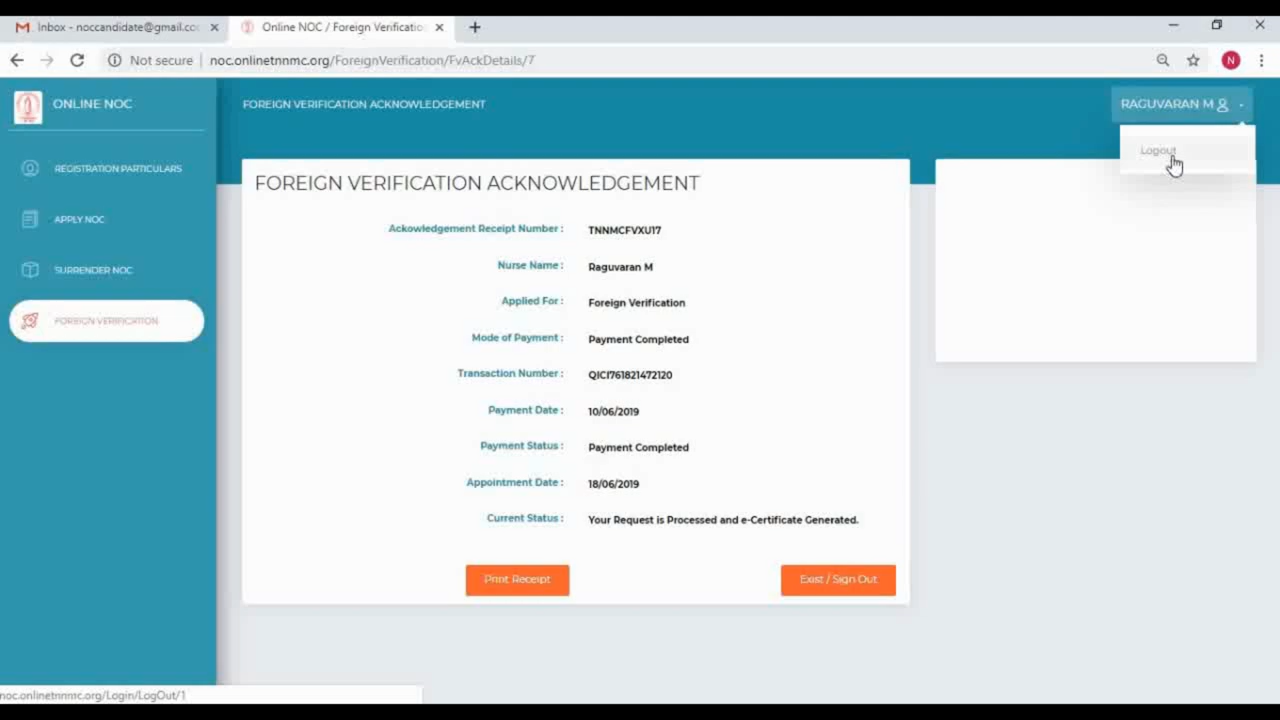 Inbox - noccandidate@gmail.co
Online NOC / Foreign Verificatio
Not secure
noc.onlinetnnmc.org/ForeignVerification/FvAckDetails/7
N
ONLINE NOC
FOREIGN VERIFICATION ACKNOWLEDGEMENT
RAGUVARAN M
Logout
REGISTRATION PARTICULARS
APPLY NOC
SURRENDER NOC
FOREIGN VERIFICATION
FOREIGN VERIFICATION ACKNOWLEDGEMENT
Ackowledgement Receipt Number : TNNMCFVXU17
Nurse Name : Raguvaran M
Applied For : Foreign Verification
Mode of Payment : Payment Completed
Transaction Number : QICI761821472120
Payment Date : 10/06/2019
Payment Status : Payment Completed
Appointment Date : 18/06/2019
Current Status : Your Request is Processed and e-Certificate Generated.
Print Receipt
Exist / Sign Out
noc.onlinetnnmc.org/Login/LogOut/1